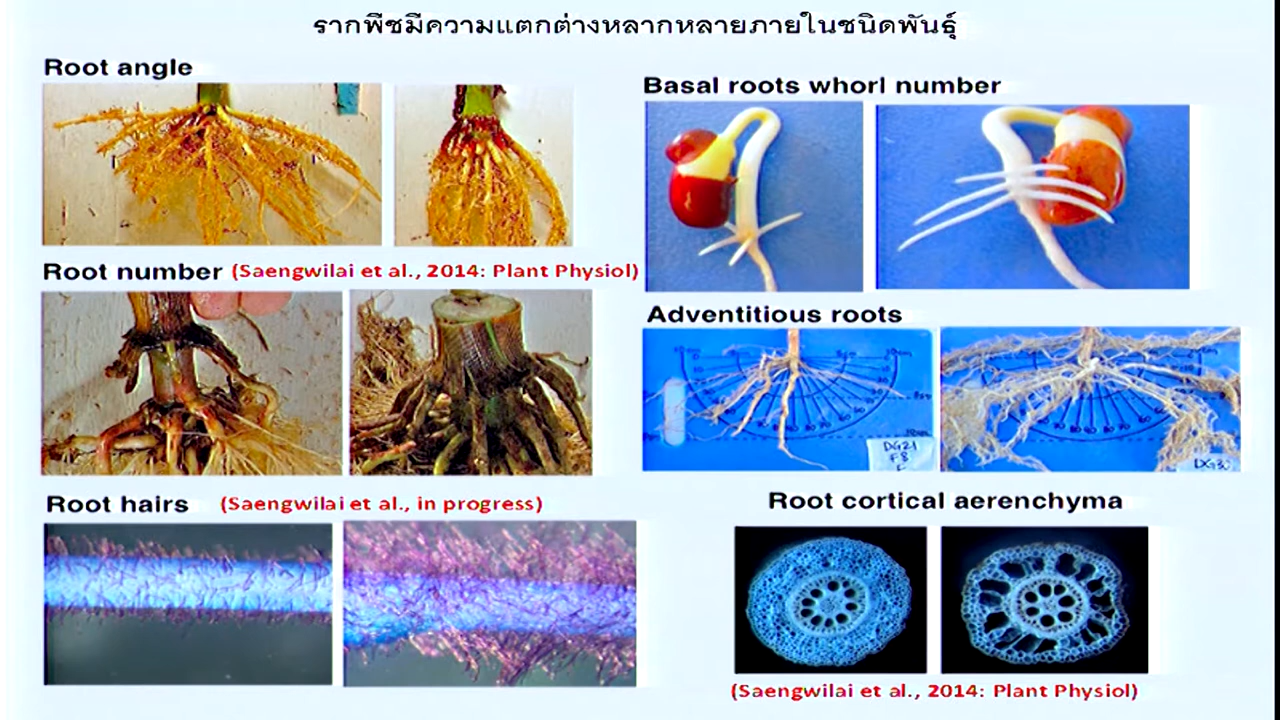 รากพืชมีความแตกต่างหลากหลายภายในชนิดพันธุ์
Root angle
Root number (Saengwilai et al., 2014: Plant Physiol)
Root hairs (Saengwilai et al., in progress)
Basal roots whorl number
Adventitious roots
DG21
F8
DG30
Root cortical aerenchyma
(Saengwilai et al., 2014: Plant Physiol)